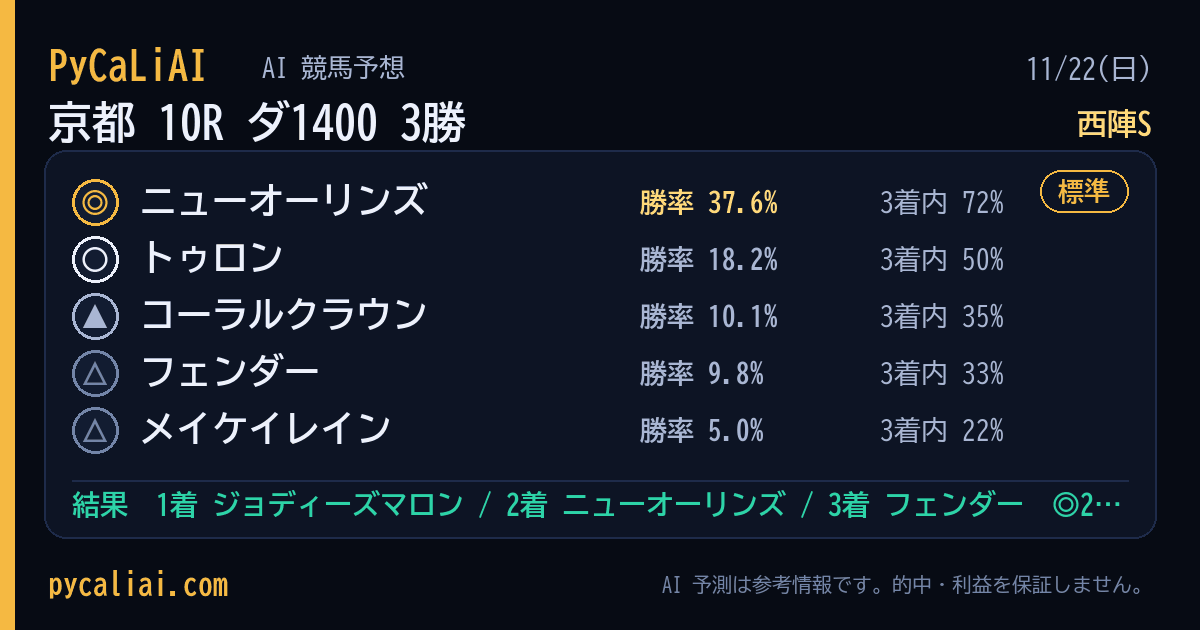 PyCaLiAI AI 競馬予想 11/22(日)
京都 10R ダ1400 3勝 西陣S
◎ ニューオーリンズ 勝率 37.6% 3着内 72% 標準
○ トゥロン 勝率 18.2% 3着内 50%
▲ コーラルクラウン 勝率 10.1% 3着内 35%
△ フェンダー 勝率 9.8% 3着内 33%
△ メイケイレイン 勝率 5.0% 3着内 22%
結果 1着 ジョディーズマロン / 2着 ニューオーリンズ / 3着 フェンダー ◎2…
pycaliai.com AI 予測は参考情報です。的中・利益を保証しません。